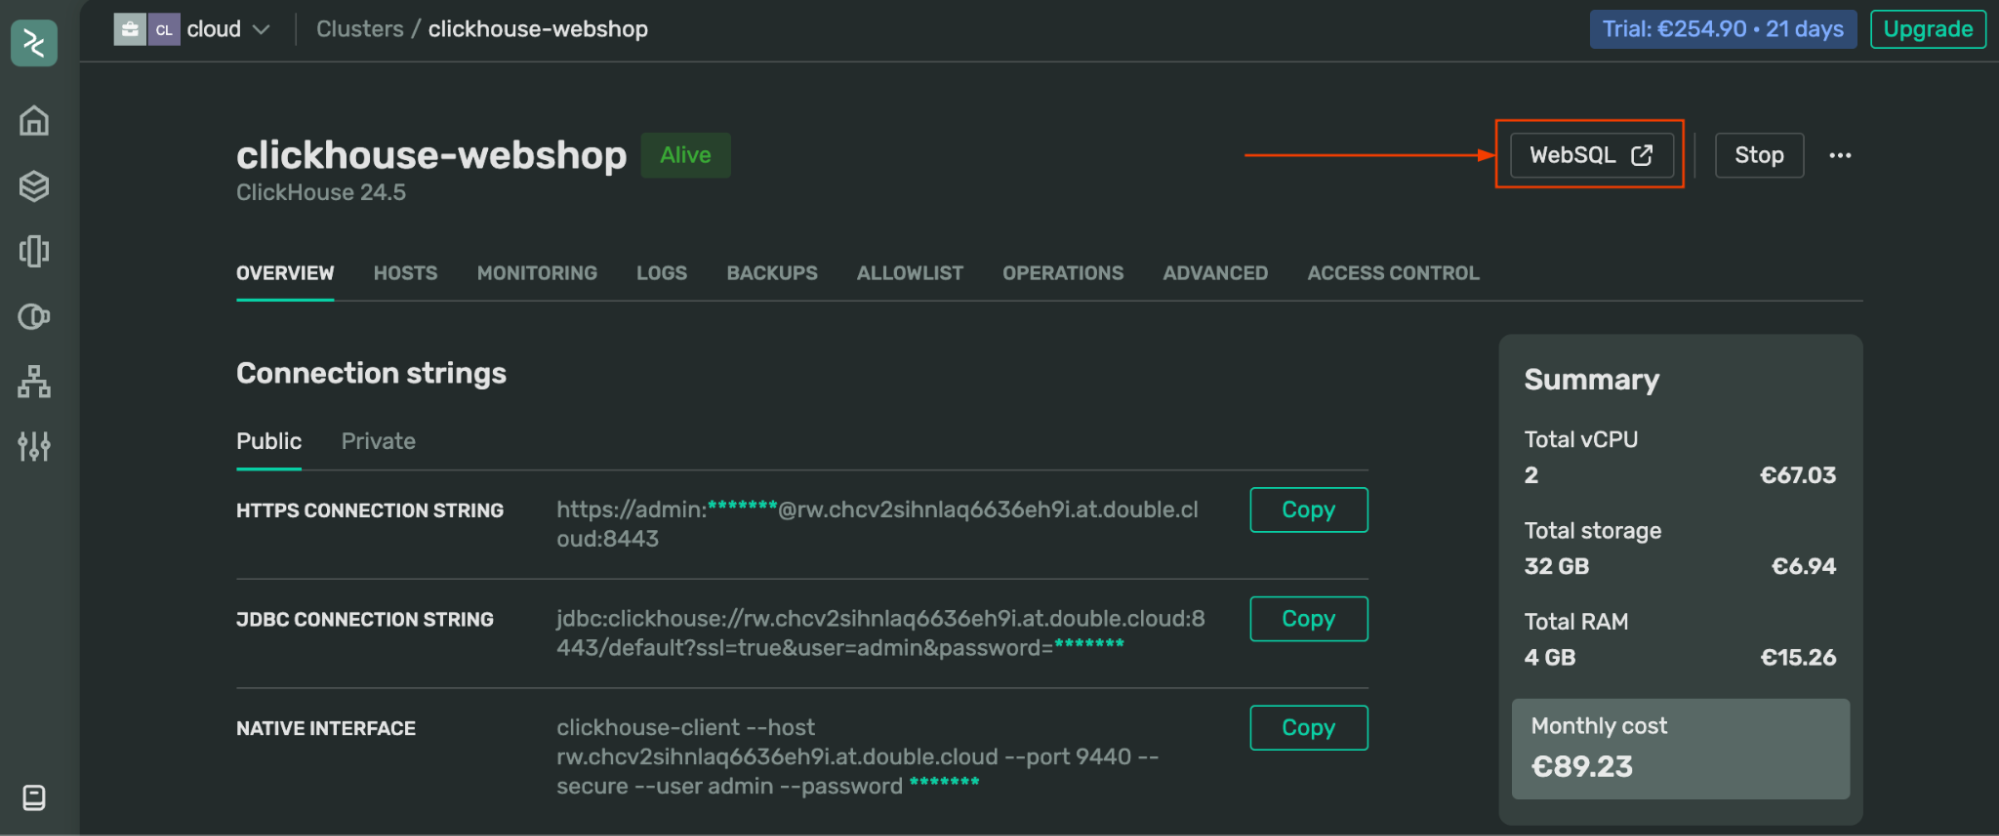 CL cloud Clusters / clickhouse-webshop Trial: €254.90 • 21 days Upgrade
clickhouse-webshop Alive WebSQL Stop
ClickHouse 24.5
OVERVIEW HOSTS MONITORING LOGS BACKUPS ALLOWLIST OPERATIONS ADVANCED ACCESS CONTROL
Connection strings
Public Private
HTTPS CONNECTION STRING https://admin:*******@rw.chcv2sihnlaq6636eh9i.at.double.cl Copy
oud:8443
JDBC CONNECTION STRING jdbc:clickhouse://rw.chcv2sihnlaq6636eh9i.at.double.cloud:8 Copy
443/default?ssl=true&user=admin&password=*******
NATIVE INTERFACE clickhouse-client --host Copy
rw.chcv2sihnlaq6636eh9i.at.double.cloud --port 9440 --
secure --user admin --password *******
Summary
Total vCPU
2 €67.03
Total storage
32 GB €6.94
Total RAM
4 GB €15.26
Monthly cost
€89.23